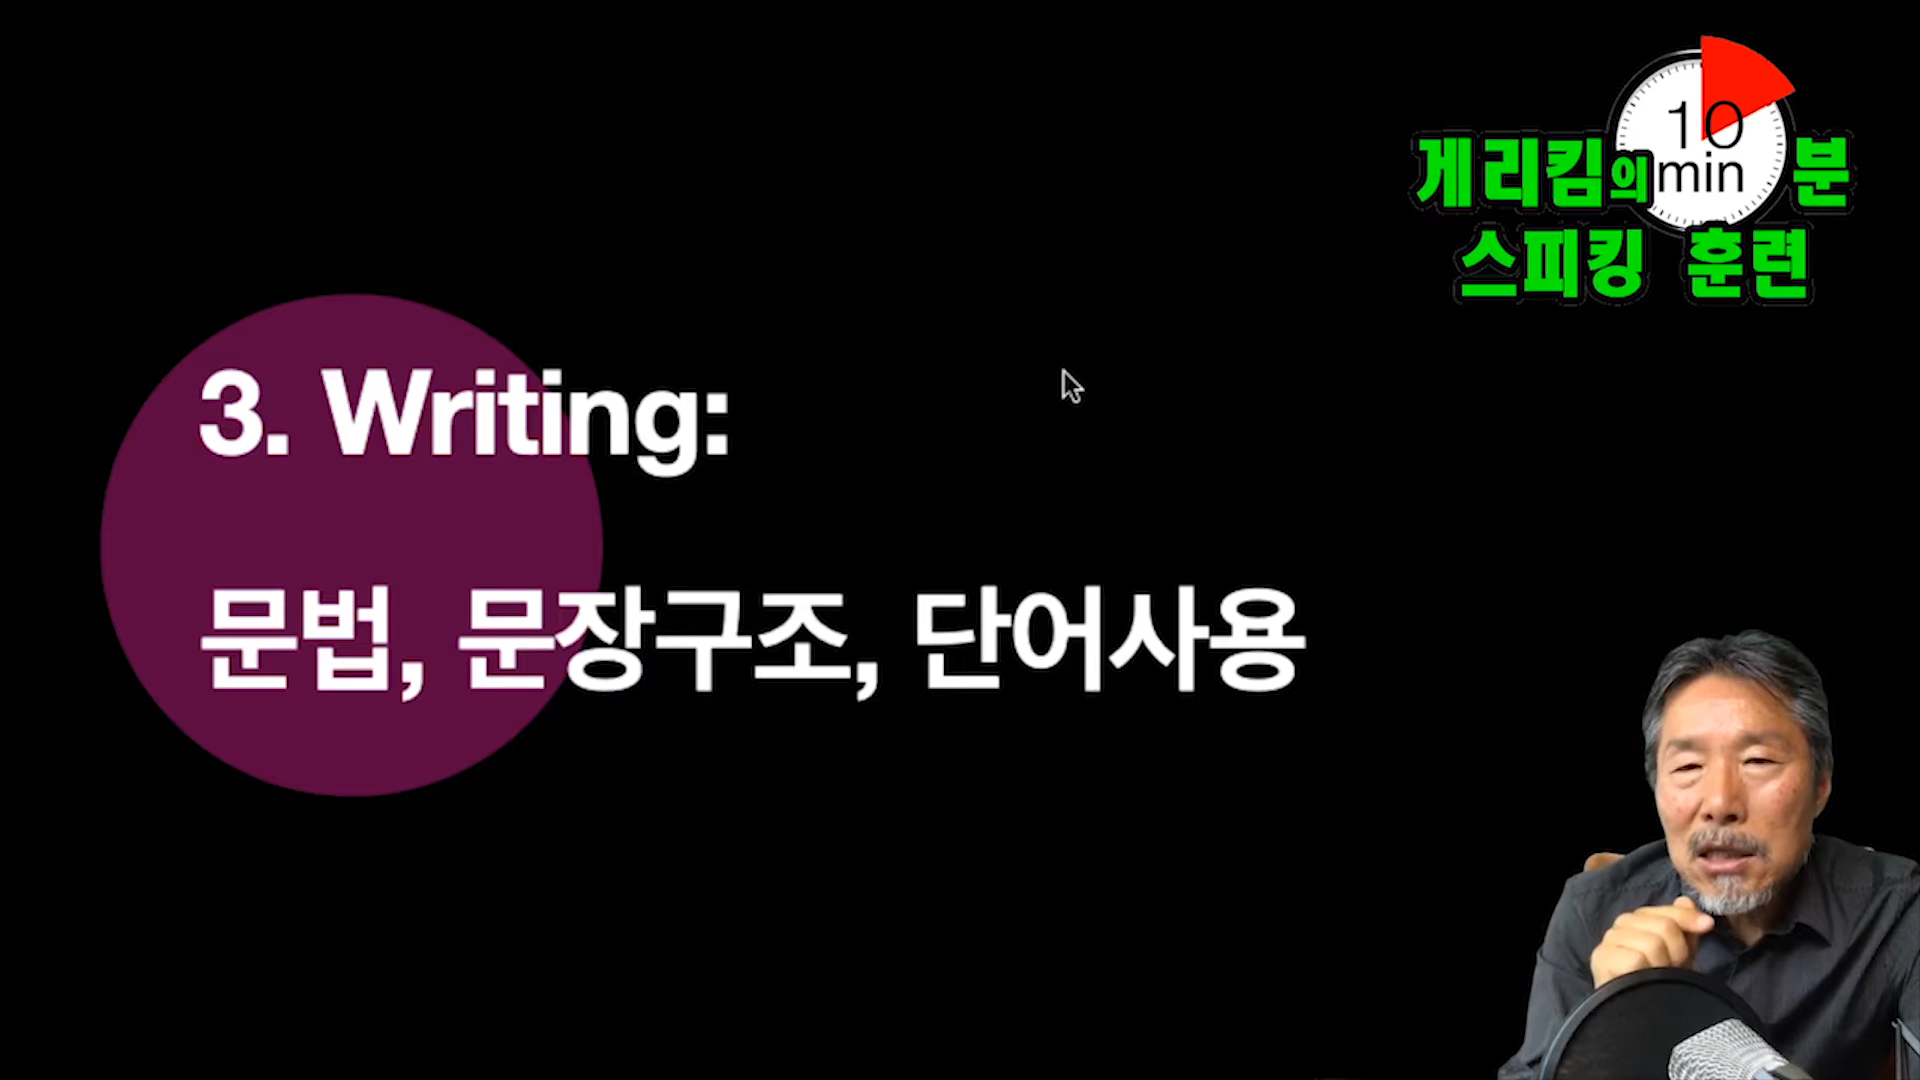 게리킴의 10 min 분
스피킹 훈련
3. Writing:
문법, 문장구조, 단어사용